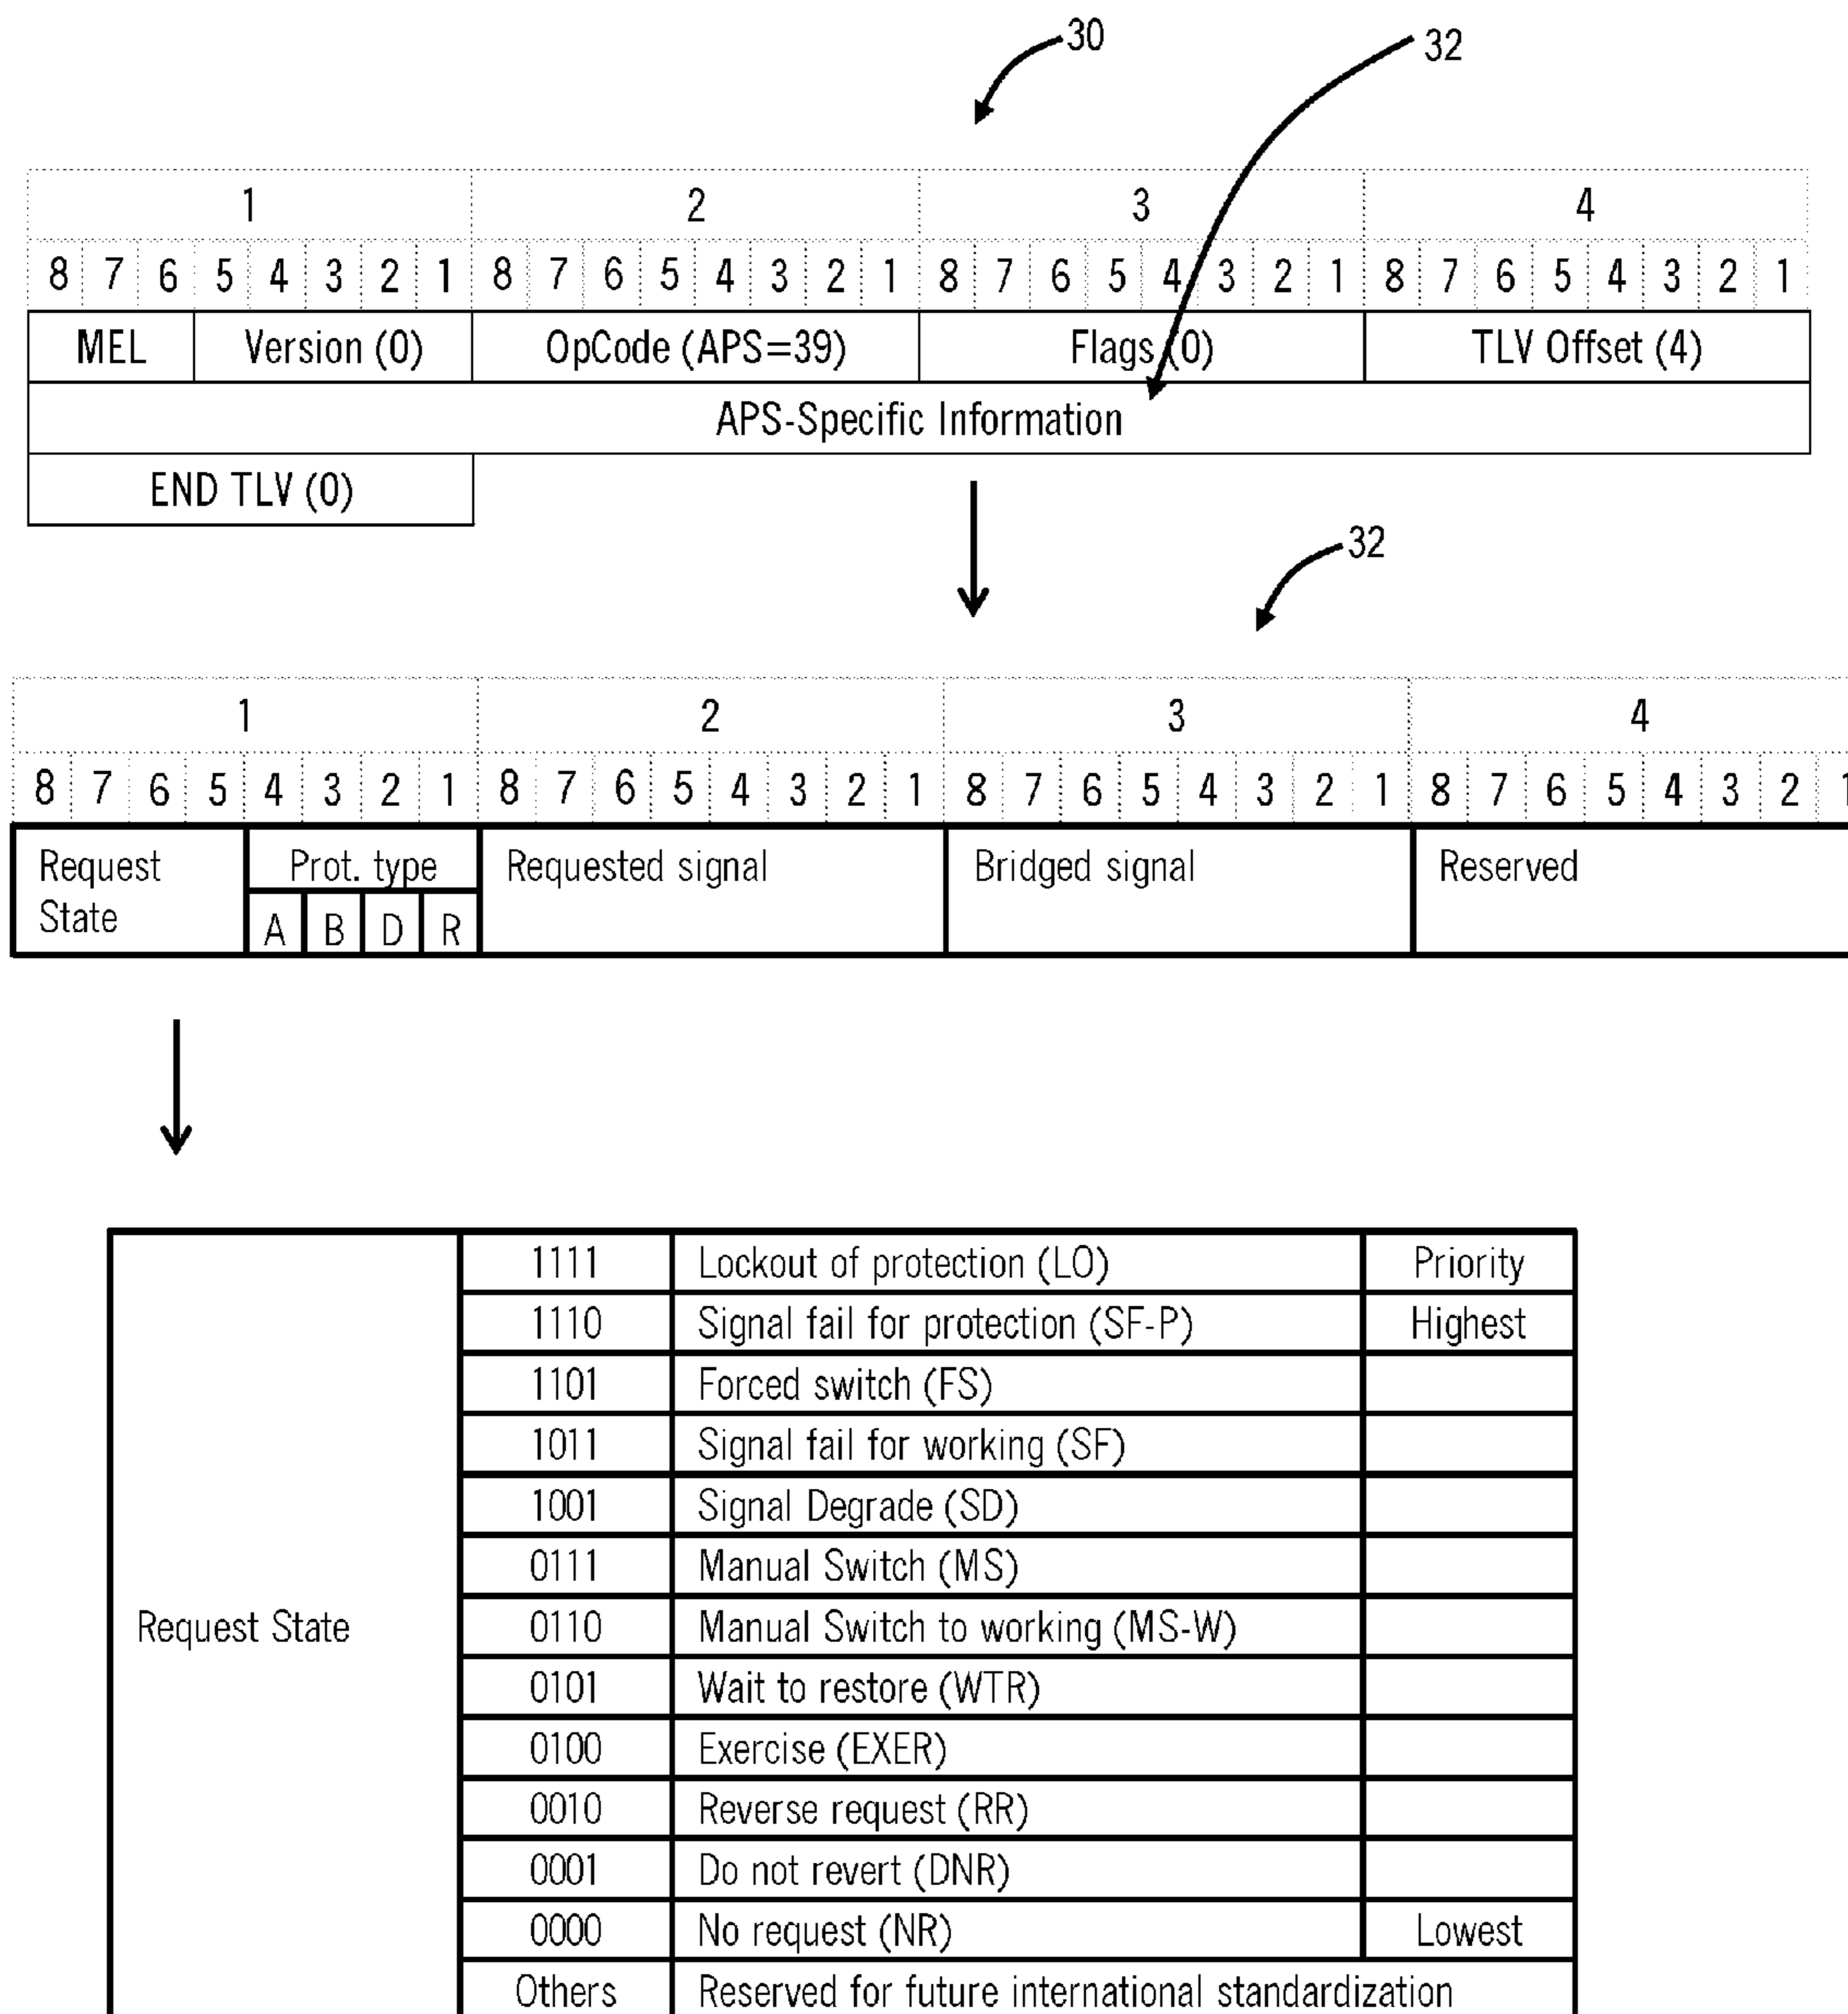 30
32
1 2 3 4
8 7 6 5 4 3 2 1 8 7 6 5 4 3 2 1 8 7 6 5 4 3 2 1 8 7 6 5 4 3 2 1
MEL Version (0) OpCode (APS=39) Flags (0) TLV Offset (4)
APS-Specific Information
END TLV (0)
32
1 2 3 4
8 7 6 5 4 3 2 1 8 7 6 5 4 3 2 1 8 7 6 5 4 3 2 1 8 7 6 5 4 3 2 1
Request Prot. type Requested signal Bridged signal Reserved
State A B D R
1111 Lockout of protection (LO) Priority
1110 Signal fail for protection (SF-P) Highest
1101 Forced switch (FS)
1011 Signal fail for working (SF)
1001 Signal Degrade (SD)
0111 Manual Switch (MS)
Request State 0110 Manual Switch to working (MS-W)
0101 Wait to restore (WTR)
0100 Exercise (EXER)
0010 Reverse request (RR)
0001 Do not revert (DNR)
0000 No request (NR) Lowest
Others Reserved for future international standardization